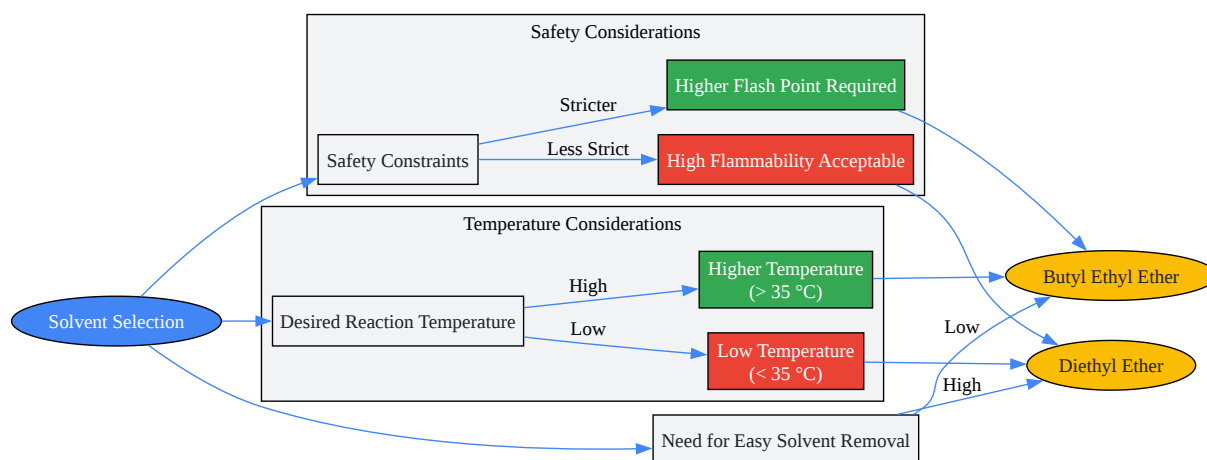 Safety Considerations
Higher Flash Point Required
Stricter
Safety Constraints
Less Strict
High Flammability Acceptable
Temperature Considerations
Higher Temperature
(> 35 °C)
High
Desired Reaction Temperature
Low
Low Temperature
(< 35 °C)
Solvent Selection
Butyl Ethyl Ether
Low
Diethyl Ether
High
Need for Easy Solvent Removal